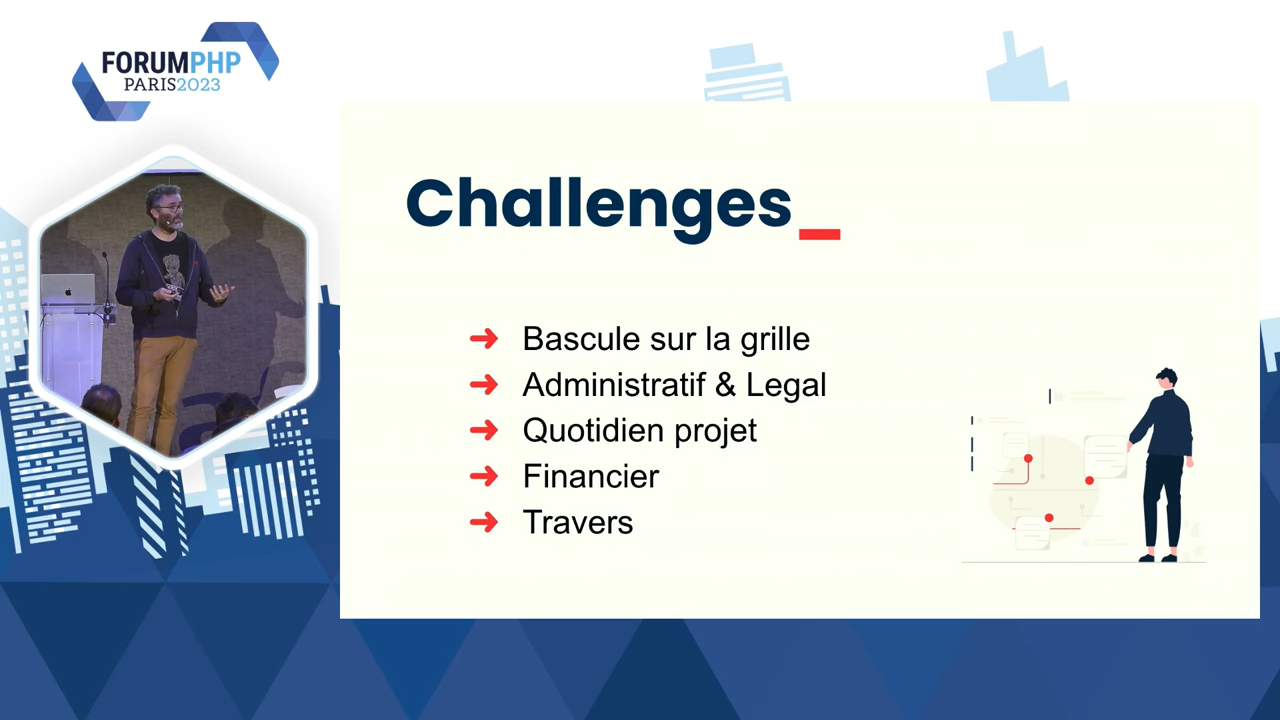 FORUMPHP
PARIS2023
Challenges_
➜ Bascule sur la grille
➜ Administratif & Legal
➜ Quotidien projet
➜ Financier
➜ Travers